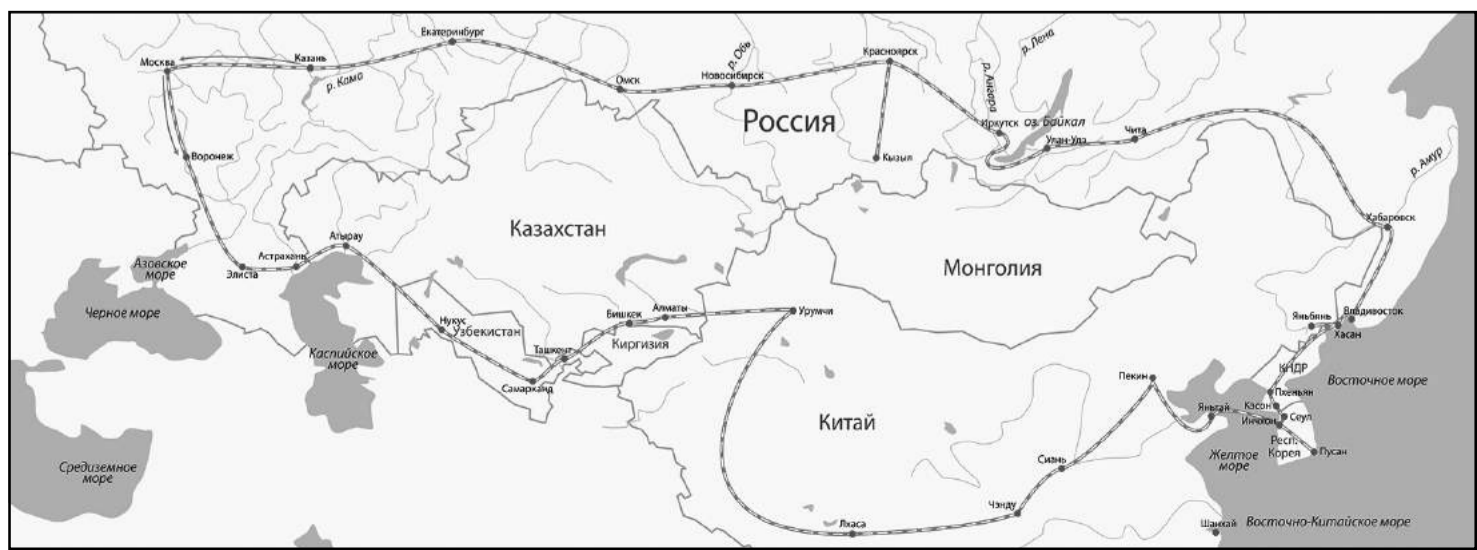 Екатеринбург
Москва
Казань
р. Кама
Омск
р. Обь
Новосибирск
Красноярск
р. Ангара
р. Лена
Россия
Иркутск
оз. Байкал
Улан-Удэ
Чита
Воронеж
Кызыл
р. Амур
Хабаровск
Казахстан
Монголия
Атырау
Астрахань
Элиста
Азовское
море
Черное море
Каспийское
море
Средиземное
море
Нукус
Узбекистан
Бишкек
Алматы
Киргизия
Ташкент
Самарканд
Урумчи
Яньбянь
Владивосток
Хасан
КНДР
Восточное море
Пхеньян
Пекин
Яньтай
Кэсон
Сеул
Инчхон
Респ.
Корея
Пусан
Китай
Желтое
море
Сиань
Чэнду
Лхаса
Шанхай
Восточно-Китайское море